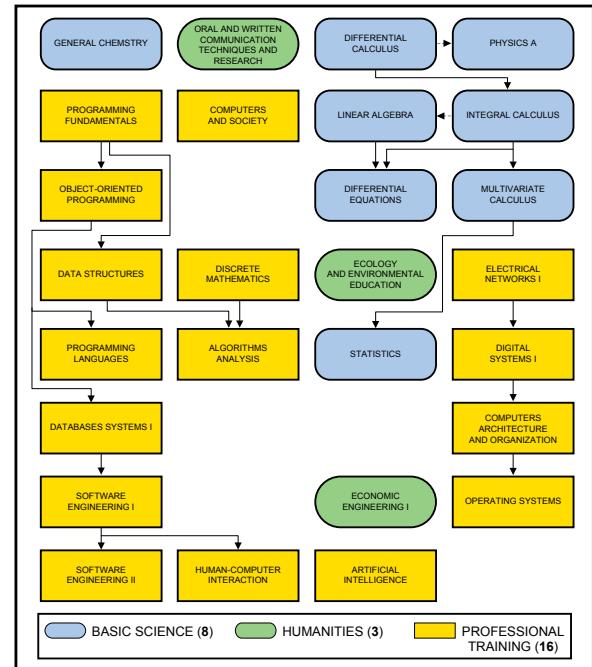 GENERAL CHEMSTRY
ORAL AND WRITTEN
COMMUNICATION
TECHNIQUES AND
RESEARCH
DIFFERENTIAL
CALCULUS
PHYSICS A
PROGRAMMING
FUNDAMENTALS
COMPUTERS
AND SOCIETY
LINEAR ALGEBRA
INTEGRAL CALCULUS
OBJECT-ORIENTED
PROGRAMMING
DIFFERENTIAL
EQUATIONS
MULTIVARIATE
CALCULUS
DATA STRUCTURES
DISCRETE
MATHEMATICS
ECOLOGY
AND ENVIRONMENTAL
EDUCATION
ELECTRICAL
NETWORKS I
PROGRAMMING
LANGUAGES
ALGORITHMS
ANALYSIS
STATISTICS
DIGITAL
SYSTEMS I
DATABASES SYSTEMS I
COMPUTERS
ARCHITECTURE
AND ORGANIZATION
SOFTWARE
ENGINEERING I
ECONOMIC
ENGINEERING I
OPERATING SYSTEMS
SOFTWARE
ENGINEERING II
HUMAN-COMPUTER
INTERACTION
ARTIFICIAL
INTELLIGENCE
BASIC SCIENCE (8)
HUMANITIES (3)
PROFESSIONAL
TRAINING (16)